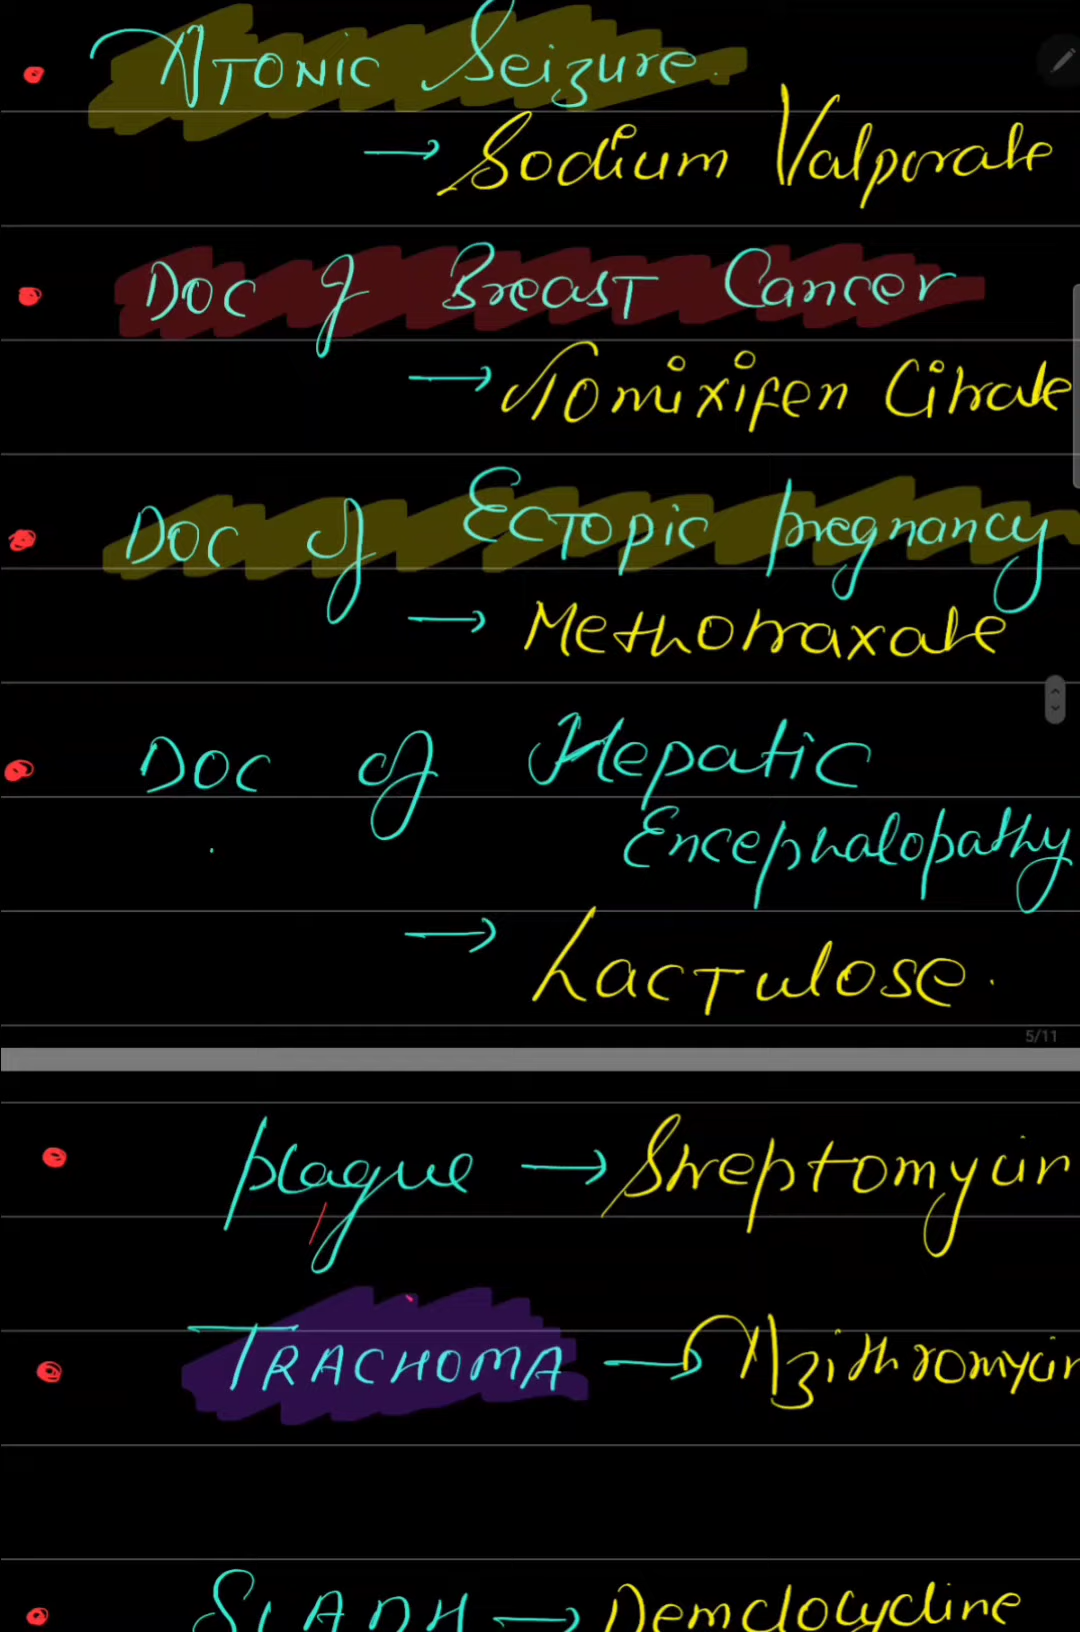 ATONIC Seizure.
→ Sodium Valporate
DOC of Breast Cancer
→ Tomixifen Citrate
DOC of Ectopic pregnancy
→ Methotraxate
DOC of Hepatic
Encephalopathy
→ Lactulose.
5/11
plague → Streptomycin
TRACHOMA → Azithromycin
SIADH → Demclocycline